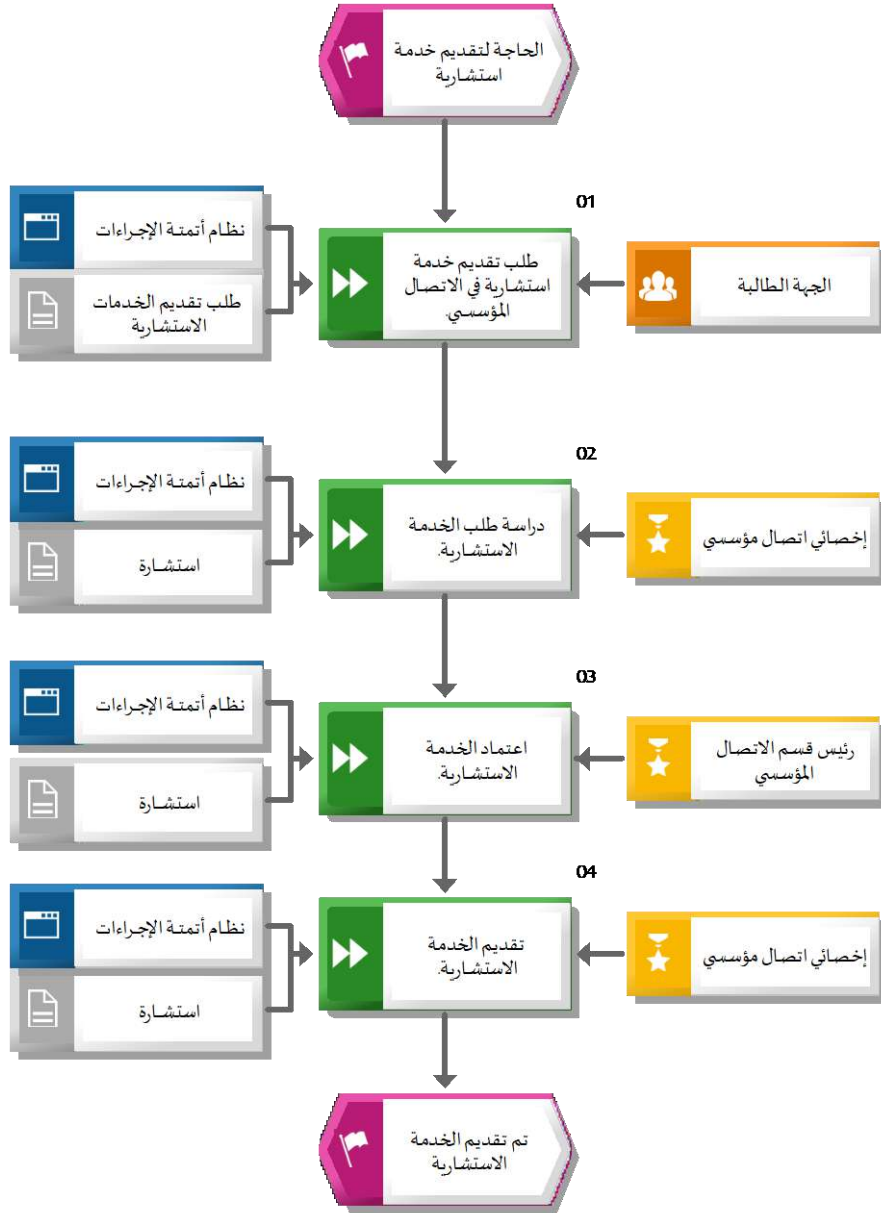 الحاجة لتقديم خدمة
استشارية
01
الجهة الطالبة
طلب تقديم خدمة
استشارية في الاتصال
المؤسسي.
نظام أتمتة الإجراءات
طلب تقديم الخدمات
الاستشارية
02
إخصائي اتصال مؤسسي
دراسة طلب الخدمة
الاستشارية.
نظام أتمتة الإجراءات
استشارة
03
رئيس قسم الاتصال
المؤسسي
اعتماد الخدمة
الاستشارية.
نظام أتمتة الإجراءات
استشارة
04
إخصائي اتصال مؤسسي
تقديم الخدمة
الاستشارية.
نظام أتمتة الإجراءات
استشارة
تم تقديم الخدمة
الاستشارية